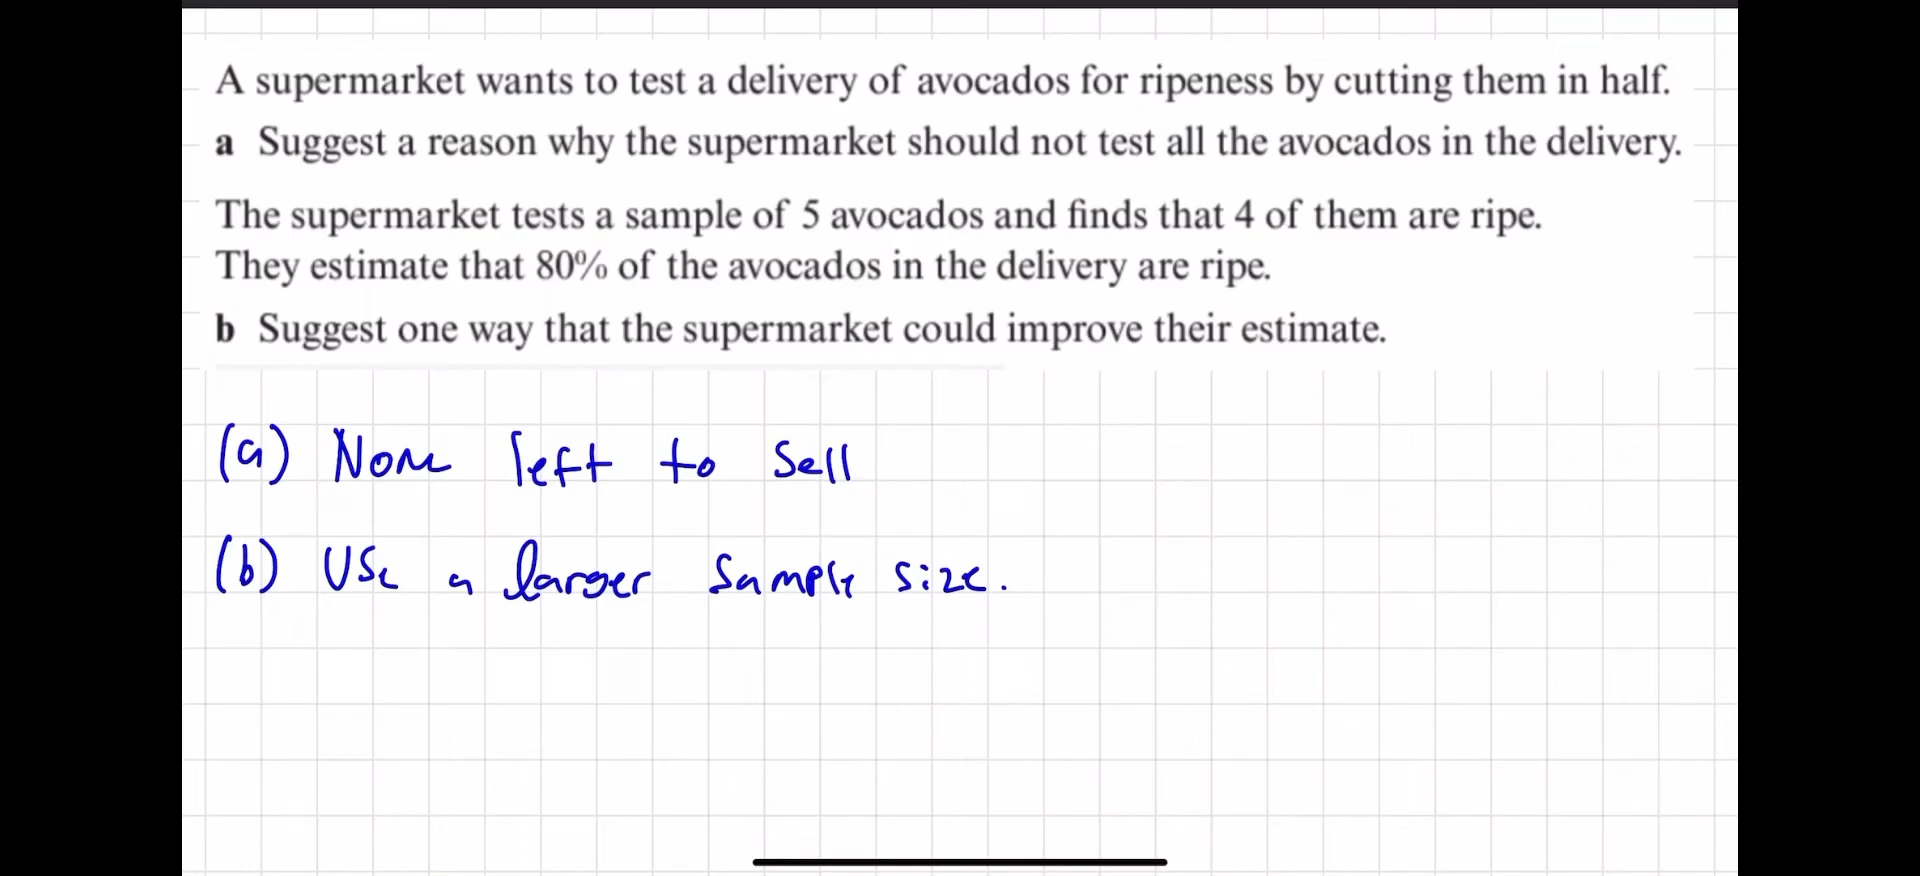 A supermarket wants to test a delivery of avocados for ripeness by cutting them in half.
a Suggest a reason why the supermarket should not test all the avocados in the delivery.
The supermarket tests a sample of 5 avocados and finds that 4 of them are ripe.
They estimate that 80% of the avocados in the delivery are ripe.
b Suggest one way that the supermarket could improve their estimate.
(a) None left to sell
(b) Use a larger sample size.